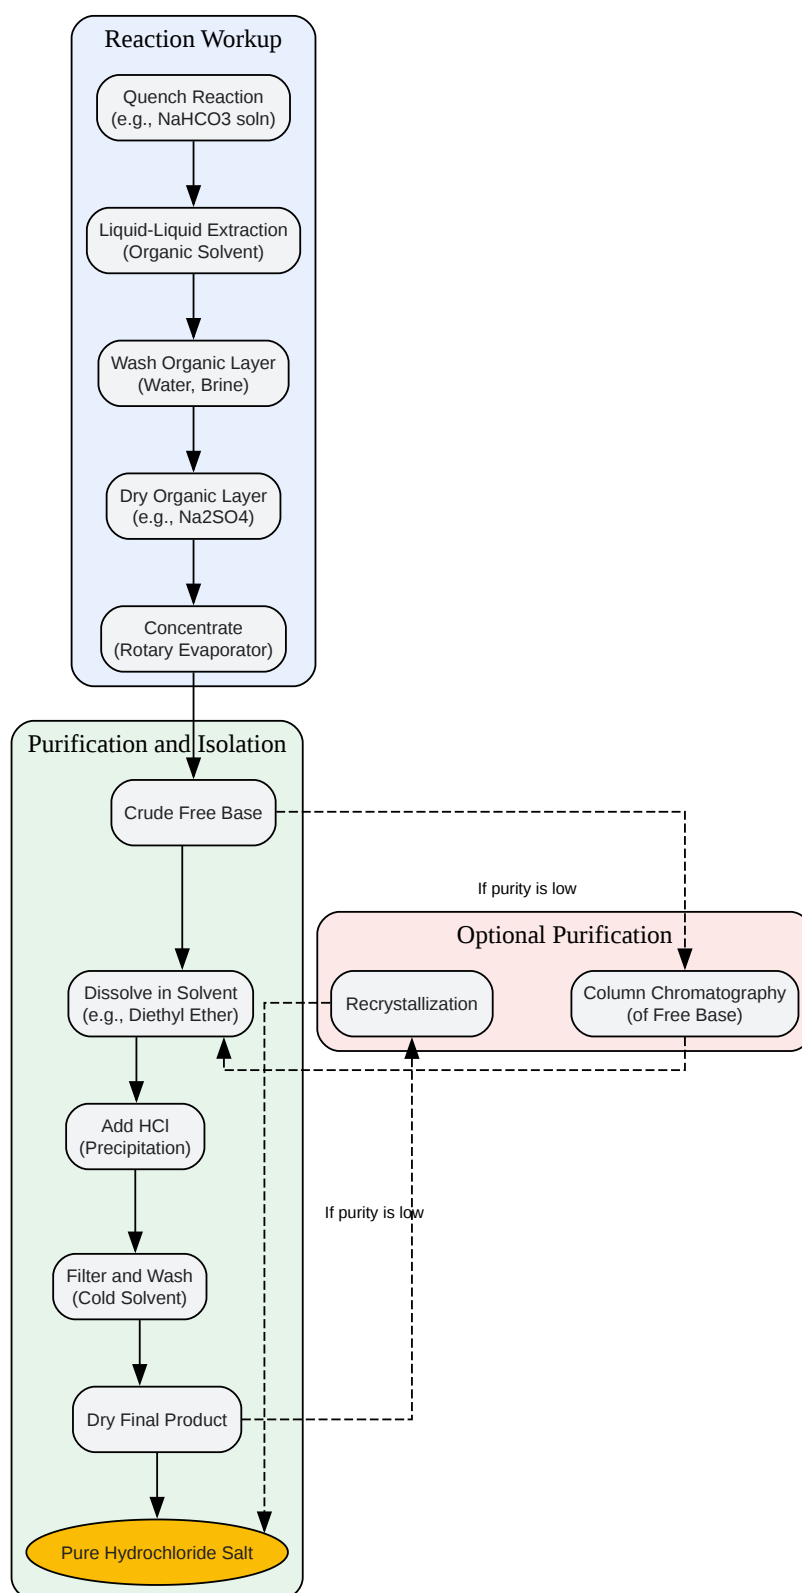 Reaction Workup
Quench Reaction
(e.g., NaHCO3 soln)
Liquid-Liquid Extraction
(Organic Solvent)
Wash Organic Layer
(Water, Brine)
Dry Organic Layer
(e.g., Na2SO4)
Concentrate
(Rotary Evaporator)
Purification and Isolation
Crude Free Base
If purity is low
Optional Purification
Dissolve in Solvent
(e.g., Diethyl Ether)
Recrystallization
Column Chromatography
(of Free Base)
Add HCl
(Precipitation)
If purity is low
Filter and Wash
(Cold Solvent)
Dry Final Product
Pure Hydrochloride Salt